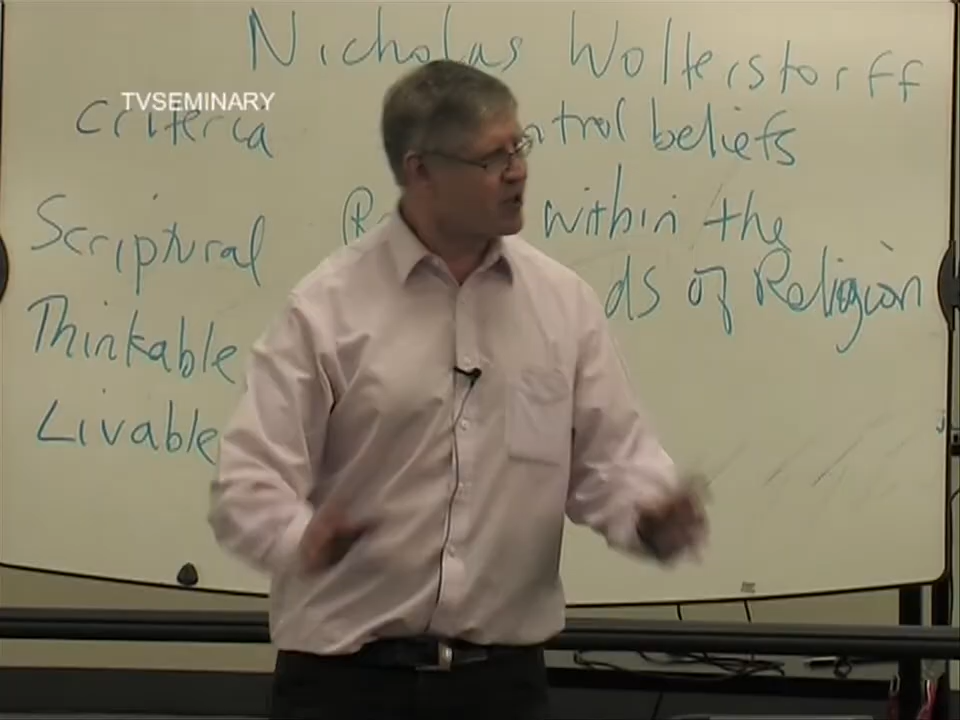 Nicholas Wolterstorff
TVSEMINARY
Criteria beliefs
Scriptural within the
of Religion
Thinkable
Livable